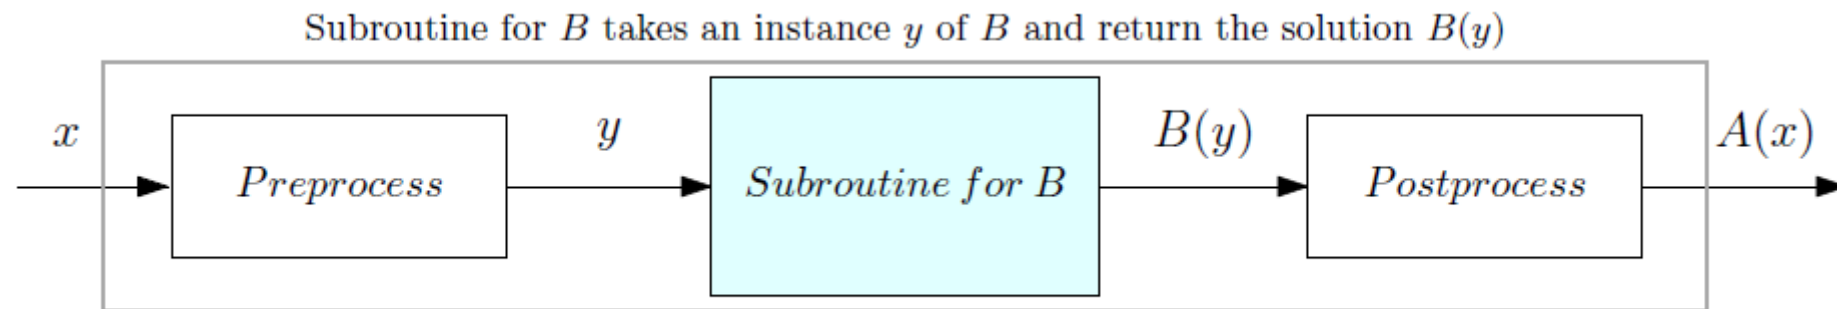 Subroutine for B takes an instance y of B and return the solution B(y)
x
Preprocess
y
Subroutine for B
B(y)
Postprocess
A(x)